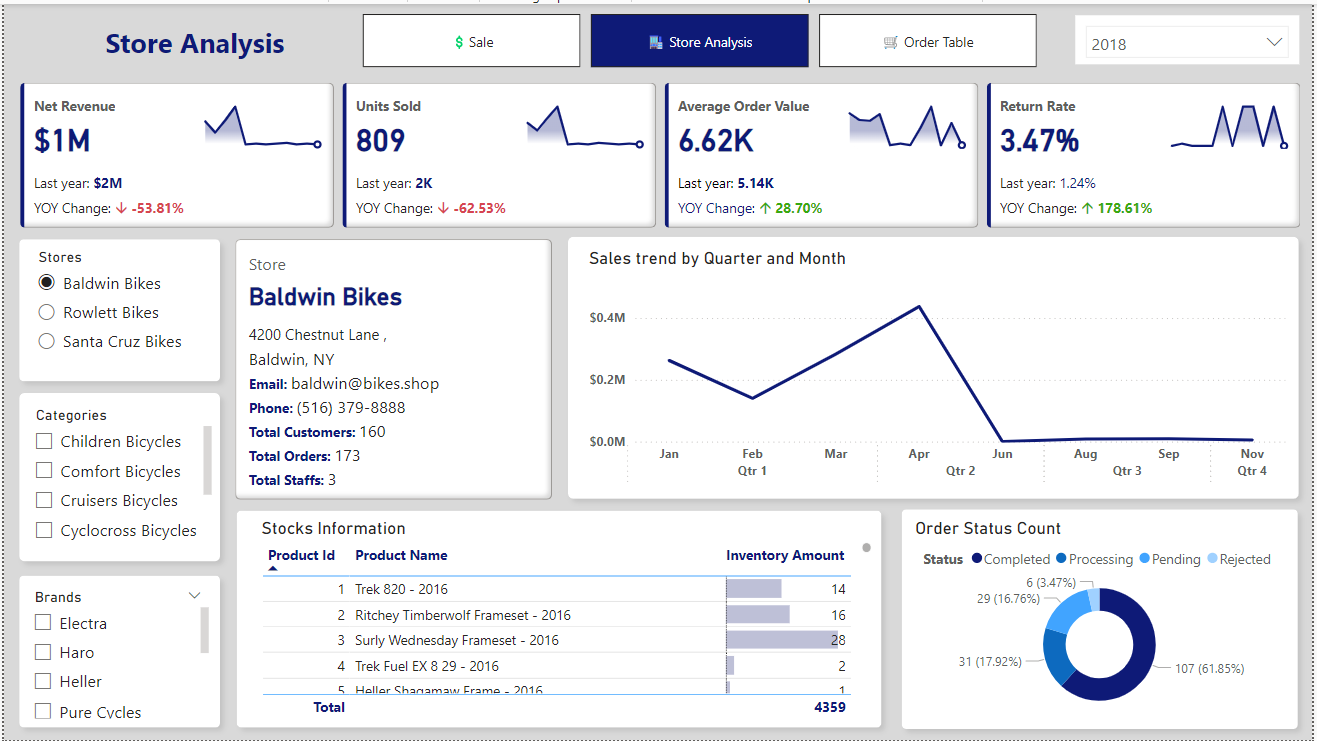 Store Analysis
Sale
Store Analysis
Order Table
2018
Net Revenue
$1M
Last year: $2M
YOY Change: ↓ -53.81%
Units Sold
809
Last year: 2K
YOY Change: ↓ -62.53%
Average Order Value
6.62K
Last year: 5.14K
YOY Change: ↑ 28.70%
Return Rate
3.47%
Last year: 1.24%
YOY Change: ↑ 178.61%
Stores
Baldwin Bikes
Rowlett Bikes
Santa Cruz Bikes
Categories
Children Bicycles
Comfort Bicycles
Cruisers Bicycles
Cyclocross Bicycles
Brands
Electra
Haro
Heller
Pure Cycles
Store
Baldwin Bikes
4200 Chestnut Lane ,
Baldwin, NY
Email: baldwin@bikes.shop
Phone: (516) 379-8888
Total Customers: 160
Total Orders: 173
Total Staffs: 3
Sales trend by Quarter and Month
$0.4M
$0.2M
$0.0M
Jan Feb Mar Apr Jun Aug Sep Nov
Qtr 1 Qtr 2 Qtr 3 Qtr 4
Stocks Information
Product Id Product Name Inventory Amount
1 Trek 820 - 2016 14
2 Ritchey Timberwolf Frameset - 2016 16
3 Surly Wednesday Frameset - 2016 28
4 Trek Fuel EX 8 29 - 2016 2
5 Heller Shagamaw Frame - 2016 1
Total 4359
Order Status Count
Status Completed Processing Pending Rejected
6 (3.47%)
29 (16.76%)
31 (17.92%)
107 (61.85%)